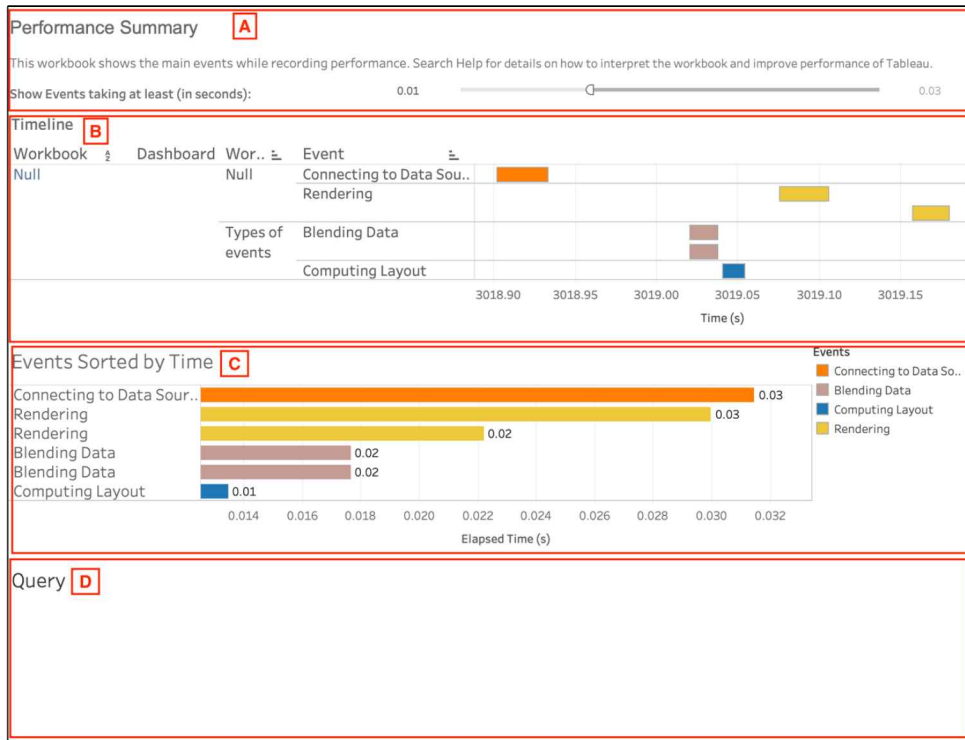 Performance Summary A
This workbook shows the main events while recording performance. Search Help for details on how to interpret the workbook and improve performance of Tableau.
Show Events taking at least (in seconds): 0.01 0.03
Timeline B
Workbook Dashboard Wor.. Event
Null Null Connecting to Data Sou..
Rendering
Types of events Blending Data
Computing Layout
3018.90 3018.95 3019.00 3019.05 3019.10 3019.15
Time (s)
Events Sorted by Time C
Connecting to Data Sour.. 0.03
Rendering 0.03
Rendering 0.02
Blending Data 0.02
Blending Data 0.02
Computing Layout 0.01
0.014 0.016 0.018 0.020 0.022 0.024 0.026 0.028 0.030 0.032
Elapsed Time (s)
Events
Connecting to Data So..
Blending Data
Computing Layout
Rendering
Query D